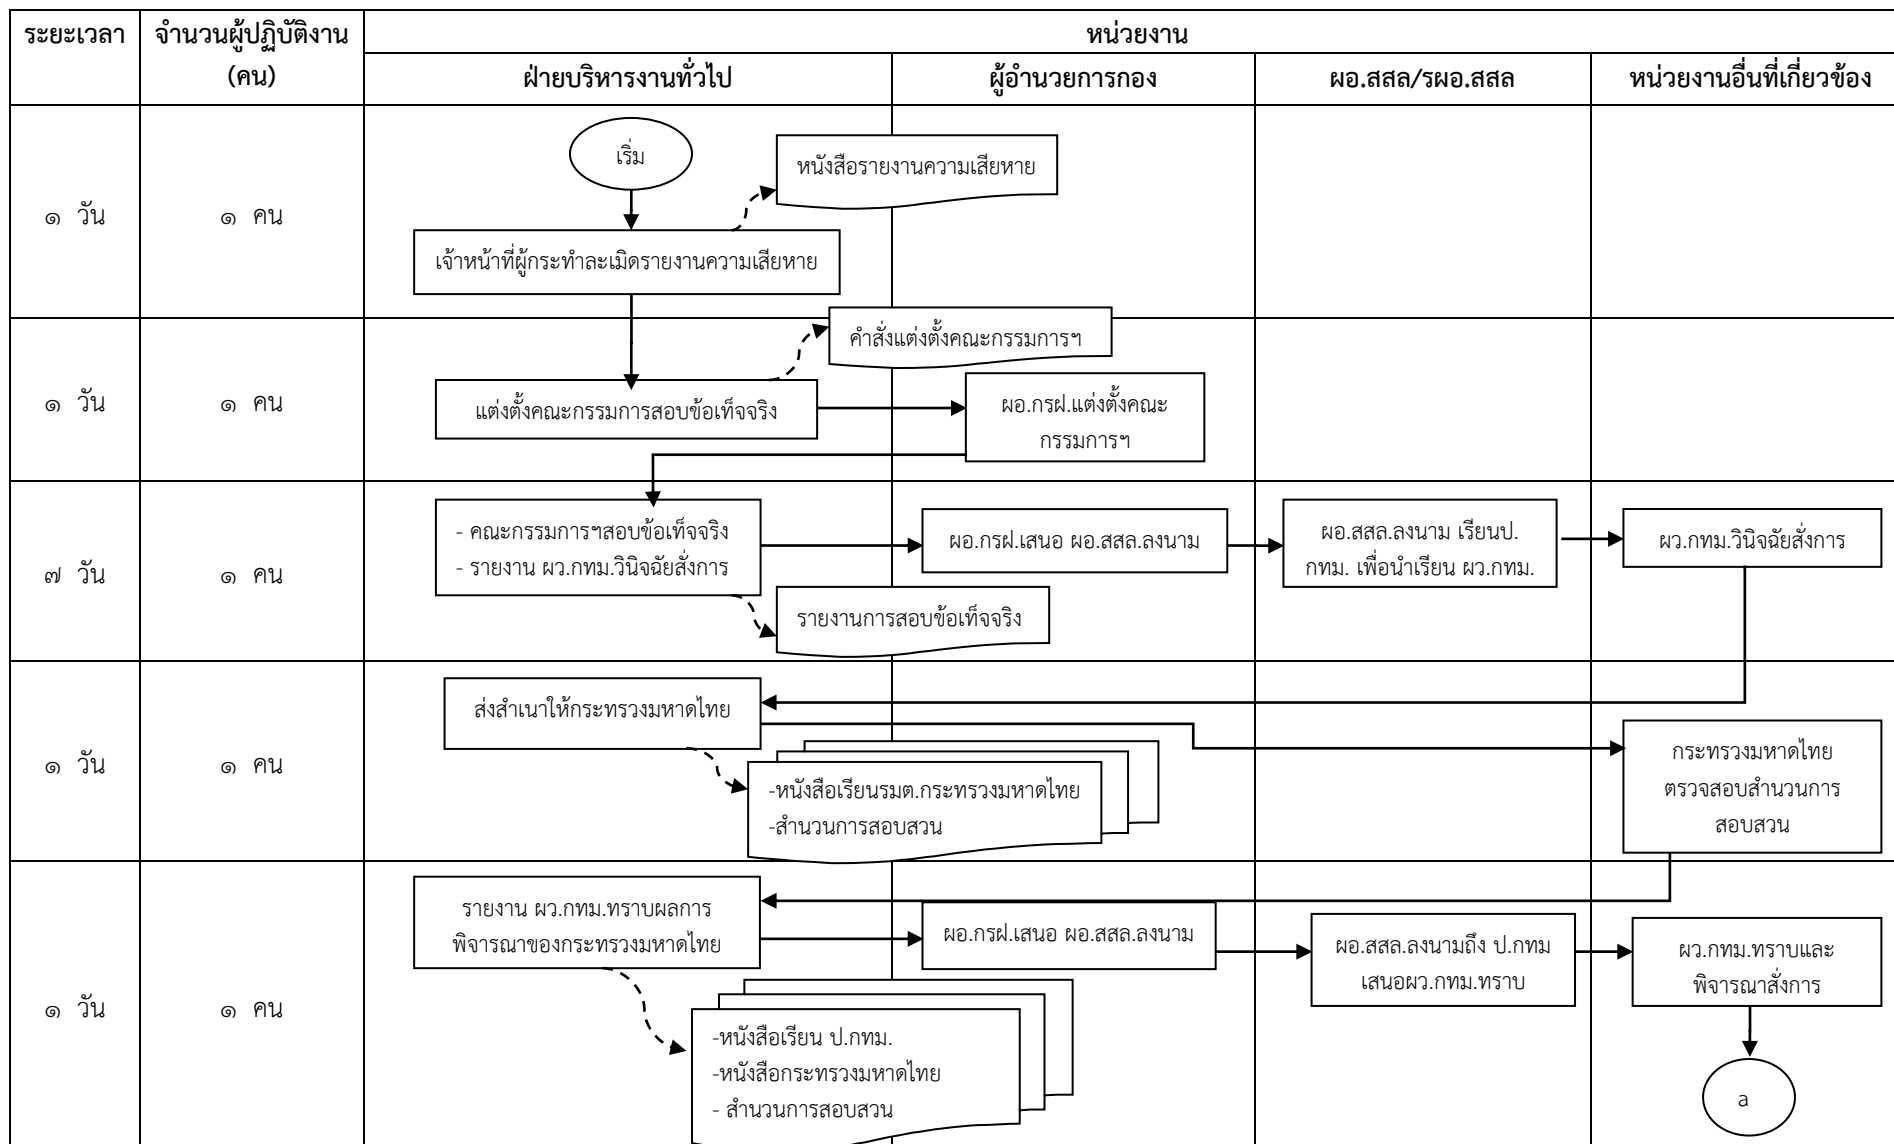 ระยะเวลา
จำนวนผู้ปฏิบัติงาน
(คน)
หน่วยงาน
ฝ่ายบริหารงานทั่วไป
ผู้อำนวยการกอง
ผอ.สสล/รผอ.สสล
หน่วยงานอื่นที่เกี่ยวข้อง
๑ วัน
๑ คน
เริ่ม
หนังสือรายงานความเสียหาย
เจ้าหน้าที่ผู้กระทำละเมิดรายงานความเสียหาย
๑ วัน
๑ คน
คำสั่งแต่งตั้งคณะกรรมการฯ
แต่งตั้งคณะกรรมการสอบข้อเท็จจริง
ผอ.กรฝ.แต่งตั้งคณะ
กรรมการฯ
๗ วัน
๑ คน
- คณะกรรมการฯสอบข้อเท็จจริง
- รายงาน ผว.กทม.วินิจฉัยสั่งการ
ผอ.กรฝ.เสนอ ผอ.สสล.ลงนาม
ผอ.สสล.ลงนาม เรียนป.
กทม. เพื่อนำเรียน ผว.กทม.
ผว.กทม.วินิจฉัยสั่งการ
รายงานการสอบข้อเท็จจริง
๑ วัน
๑ คน
ส่งสำเนาให้กระทรวงมหาดไทย
-หนังสือเรียนรมต.กระทรวงมหาดไทย
-สำนวนการสอบสวน
กระทรวงมหาดไทย
ตรวจสอบสำนวนการ
สอบสวน
๑ วัน
๑ คน
รายงาน ผว.กทม.ทราบผลการ
พิจารณาของกระทรวงมหาดไทย
ผอ.กรฝ.เสนอ ผอ.สสล.ลงนาม
ผอ.สสล.ลงนามถึง ป.กทม
เสนอผว.กทม.ทราบ
ผว.กทม.ทราบและ
พิจารณาสั่งการ
-หนังสือเรียน ป.กทม.
-หนังสือกระทรวงมหาดไทย
- สำนวนการสอบสวน
a